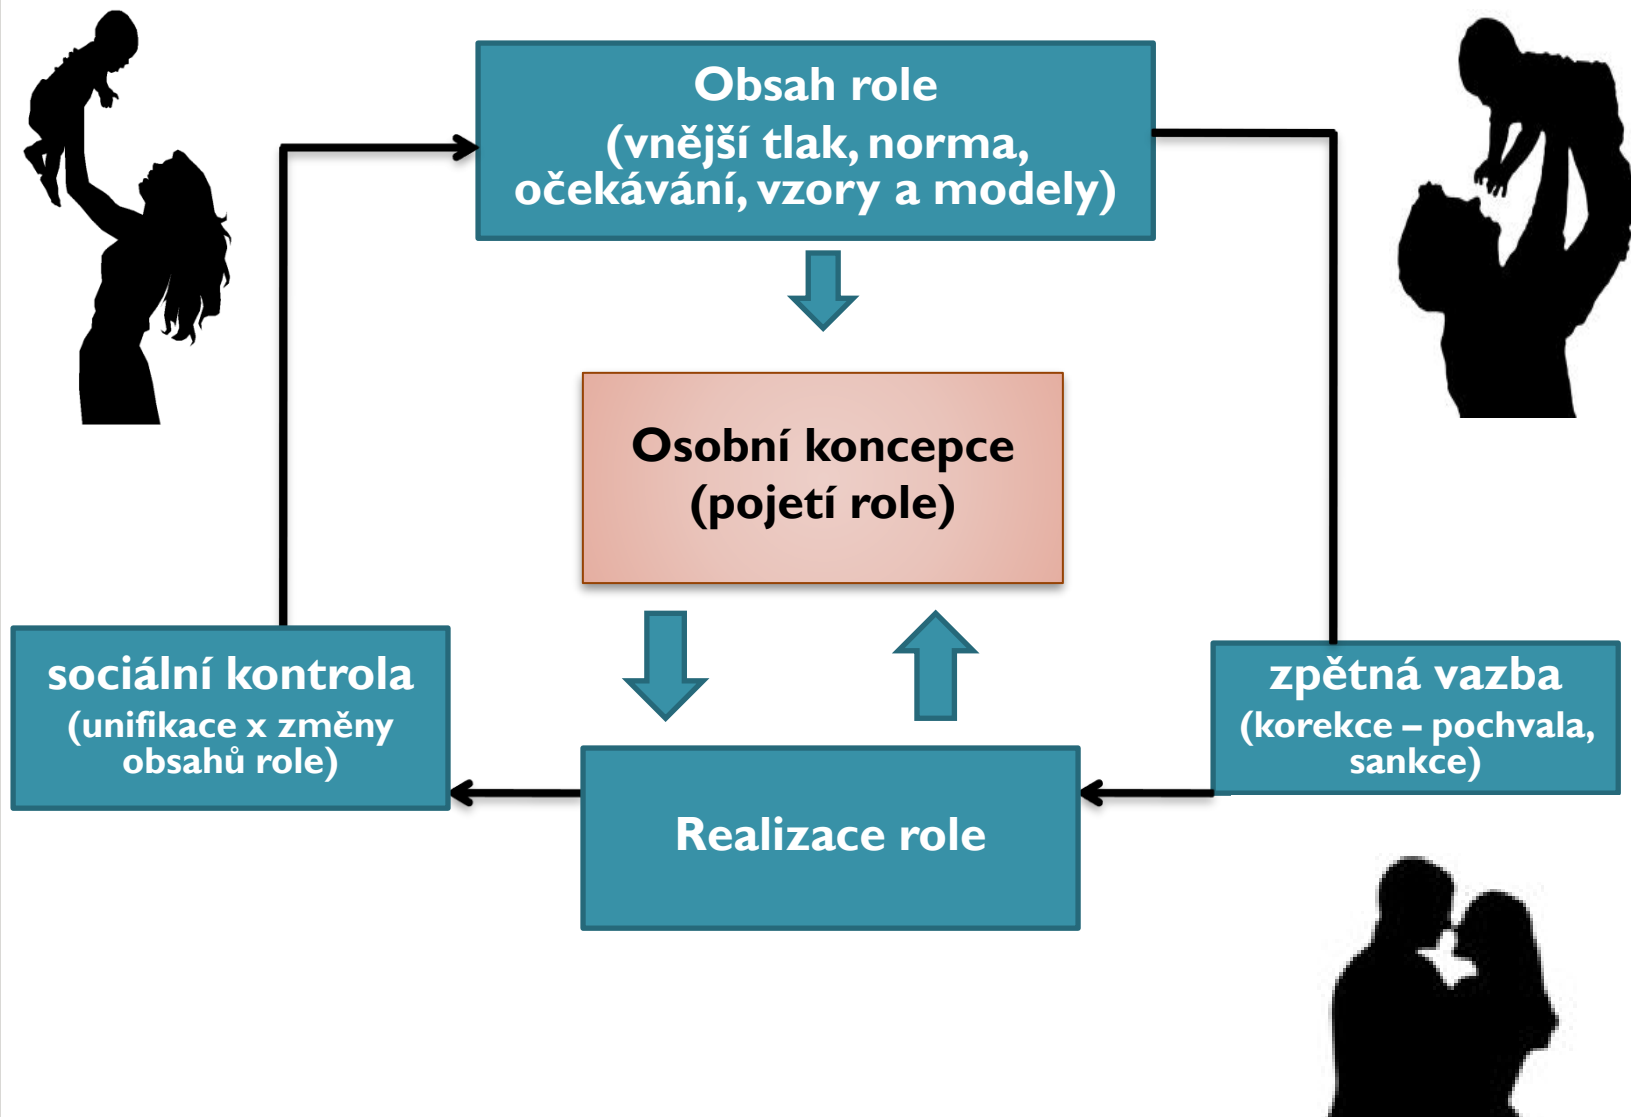 Obsah role
(vnější tlak, norma,
očekávání, vzory a modely)
Osobní koncepce
(pojetí role)
sociální kontrola
(unifikace x změny
obsahů role)
zpětná vazba
(korekce – pochvala,
sankce)
Realizace role